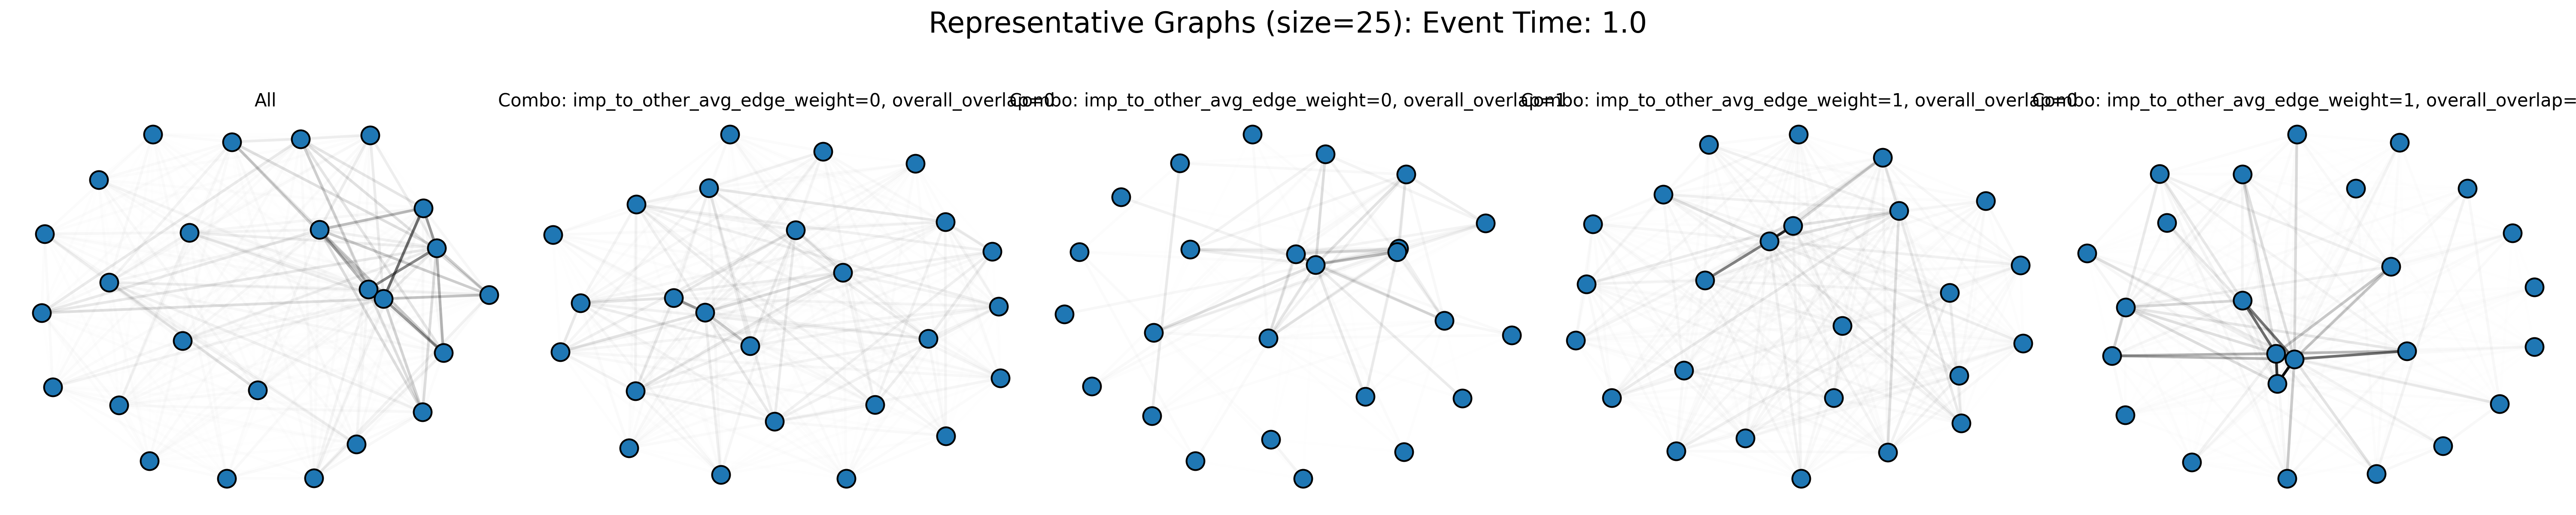 Representative Graphs (size=25): Event Time: 1.0
All
Combo: imp_to_other_avg_edge_weight=0, overall_overlap=0
Combo: imp_to_other_avg_edge_weight=0, overall_overlap=1
Combo: imp_to_other_avg_edge_weight=1, overall_overlap=0
Combo: imp_to_other_avg_edge_weight=1, overall_overlap=